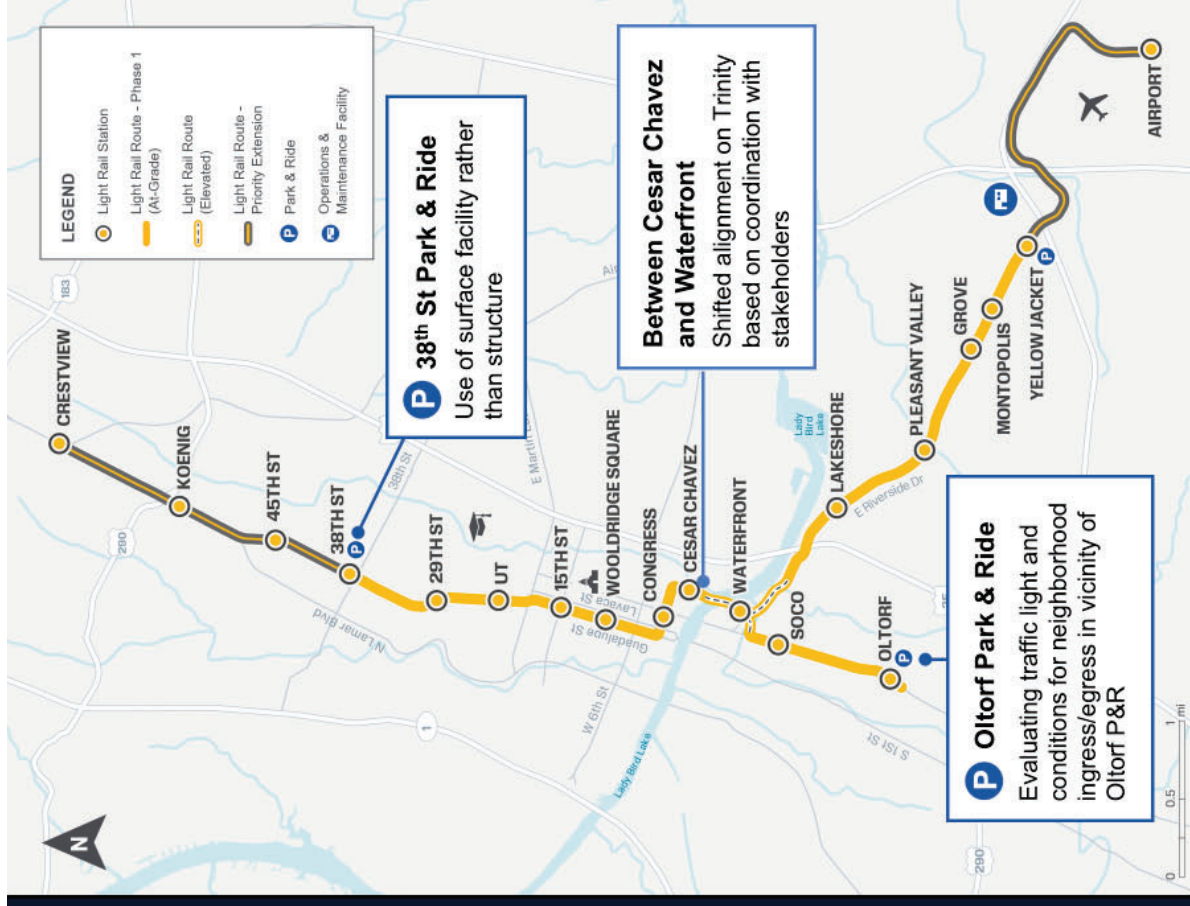 N
LEGEND
Light Rail Station
Light Rail Route - Phase 1
(At-Grade)
Light Rail Route
(Elevated)
Light Rail Route -
Priority Extension
Park & Ride
P
Operations &
Maintenance Facility
183
290
1
CRESTVIEW
KOENIG
45TH ST
38TH ST
P
38th St
N Lamar Blvd
P 38th St Park & Ride
Use of surface facility rather
than structure
29TH ST
UT
E Martin
15TH ST
WOOLDRIDGE SQUARE
Lavaca St
Guadalupe St
CONGRESS
W 6th St
CESAR CHAVEZ
Between Cesar Chavez
and Waterfront
Shifted alignment on Trinity
based on coordination with
stakeholders
WATERFRONT
Lady Bird Lake
Lady
Bird
Lake
SOCO
OLTORF
P
S 1St St
LAKESHORE
E Riverside Dr
PLEASANT VALLEY
GROVE
MONTOPOLIS
YELLOW JACKET
P
AIRPORT
35
290
P Oltorf Park & Ride
Evaluating traffic light and
conditions for neighborhood
ingress/egress in vicinity of
Oltorf P&R
0 0.5 1
mi